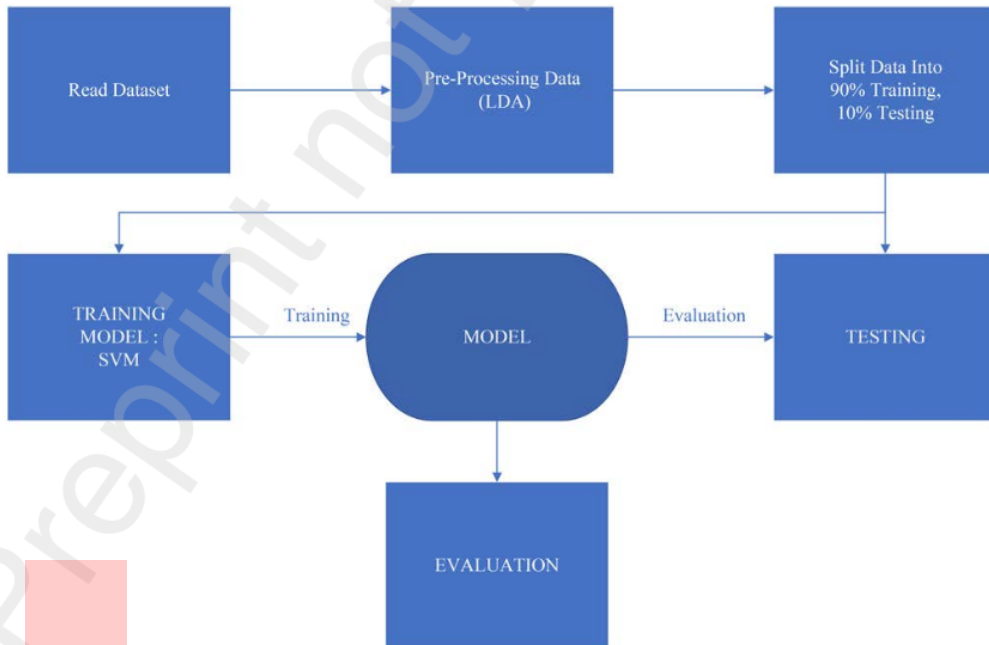 Read Dataset
Pre-Processing Data
(LDA)
Split Data Into
90% Training,
10% Testing
TRAINING
MODEL :
SVM
Training
MODEL
Evaluation
TESTING
EVALUATION
Preprint not